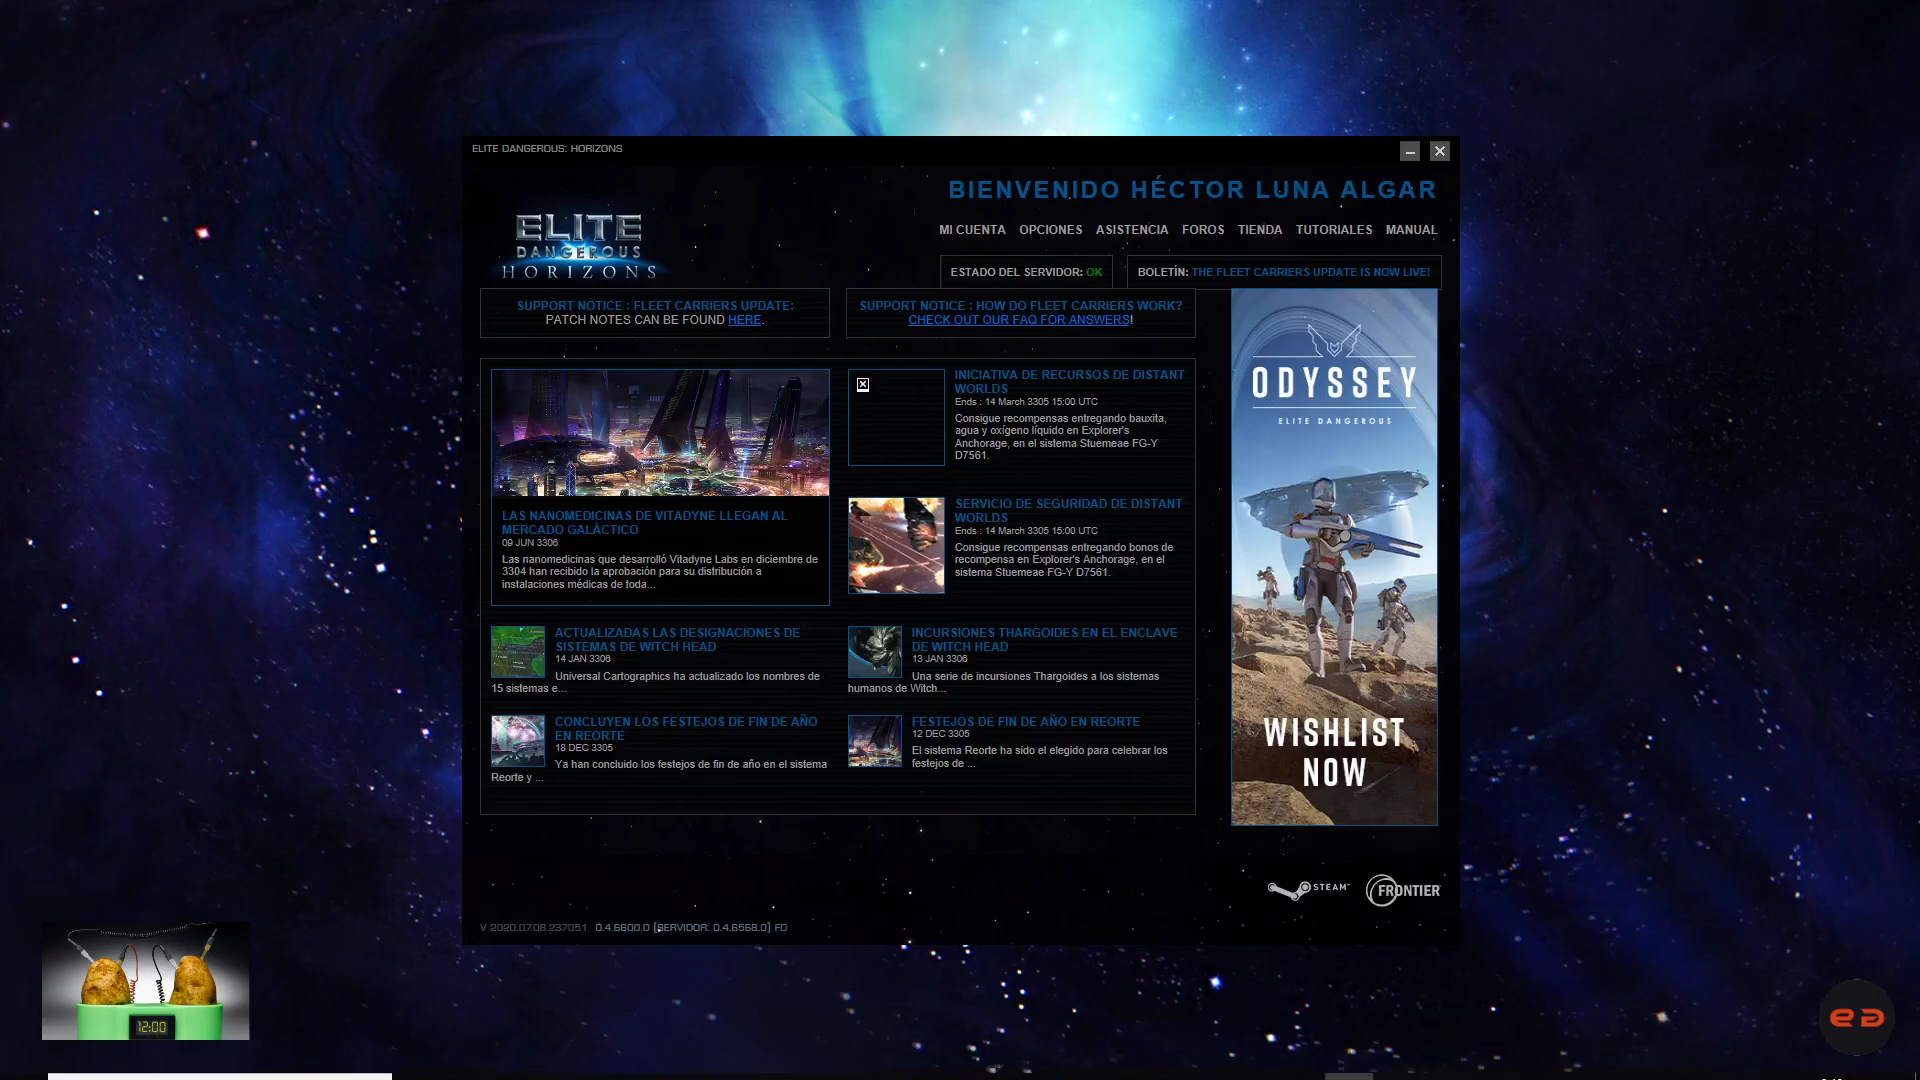 ELITE DANGEROUS: HORIZONS
BIENVENIDO HÉCTOR LUNA ALGAR
ELITE
DANGEROUS
HORIZONS
MI CUENTA OPCIONES ASISTENCIA FOROS TIENDA TUTORIALES MANUAL
ESTADO DEL SERVIDOR: OK
BOLETÍN: THE FLEET CARRIERS UPDATE IS NOW LIVE!
SUPPORT NOTICE : FLEET CARRIERS UPDATE:
PATCH NOTES CAN BE FOUND HERE.
SUPPORT NOTICE : HOW DO FLEET CARRIERS WORK?
CHECK OUT OUR FAQ FOR ANSWERS!
LAS NANOMEDICINAS DE VITADYNE LLEGAN AL
MERCADO GALÁCTICO
09 JUN 3306
Las nanomedicinas que desarrolló Vitadyne Labs en diciembre de
3304 han recibido la aprobación para su distribución a
instalaciones médicas de toda...
INICIATIVA DE RECURSOS DE DISTANT
WORLDS
Ends : 14 March 3305 15:00 UTC
Consigue recompensas entregando bauxita,
agua y oxígeno líquido en Explorer's
Anchorage, en el sistema Stuemeae FG-Y
D7561.
SERVICIO DE SEGURIDAD DE DISTANT
WORLDS
Ends : 14 March 3305 15:00 UTC
Consigue recompensas entregando bonos de
recompensa en Explorer's Anchorage, en el
sistema Stuemeae FG-Y D7561.
ACTUALIZADAS LAS DESIGNACIONES DE
SISTEMAS DE WITCH HEAD
14 JAN 3306
Universal Cartographics ha actualizado los nombres de
15 sistemas e...
INCURSIONES THARGOIDES EN EL ENCLAVE
DE WITCH HEAD
13 JAN 3306
Una serie de incursiones Thargoides a los sistemas
humanos de Witch...
CONCLUYEN LOS FESTEJOS DE FIN DE AÑO
EN REORTE
18 DEC 3305
Ya han concluido los festejos de fin de año en el sistema
Reorte y ...
FESTEJOS DE FIN DE AÑO EN REORTE
12 DEC 3305
El sistema Reorte ha sido el elegido para celebrar los
festejos de ...
ODYSSEY
ELITE DANGEROUS
WISHLIST
NOW
STEAM
FRONTIER
V 2020.07.08.237051 0.4.6600.0 [SERVIDOR: 0.4.6568.0] FD
12:00